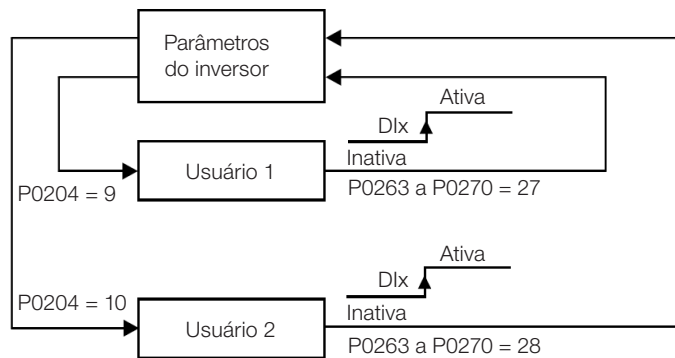 Parâmetros
do inversor
Ativa
DIx
Inativa
Usuário 1
P0204 = 9
P0263 a P0270 = 27
Ativa
DIx
Inativa
P0204 = 10
Usuário 2
P0263 a P0270 = 28